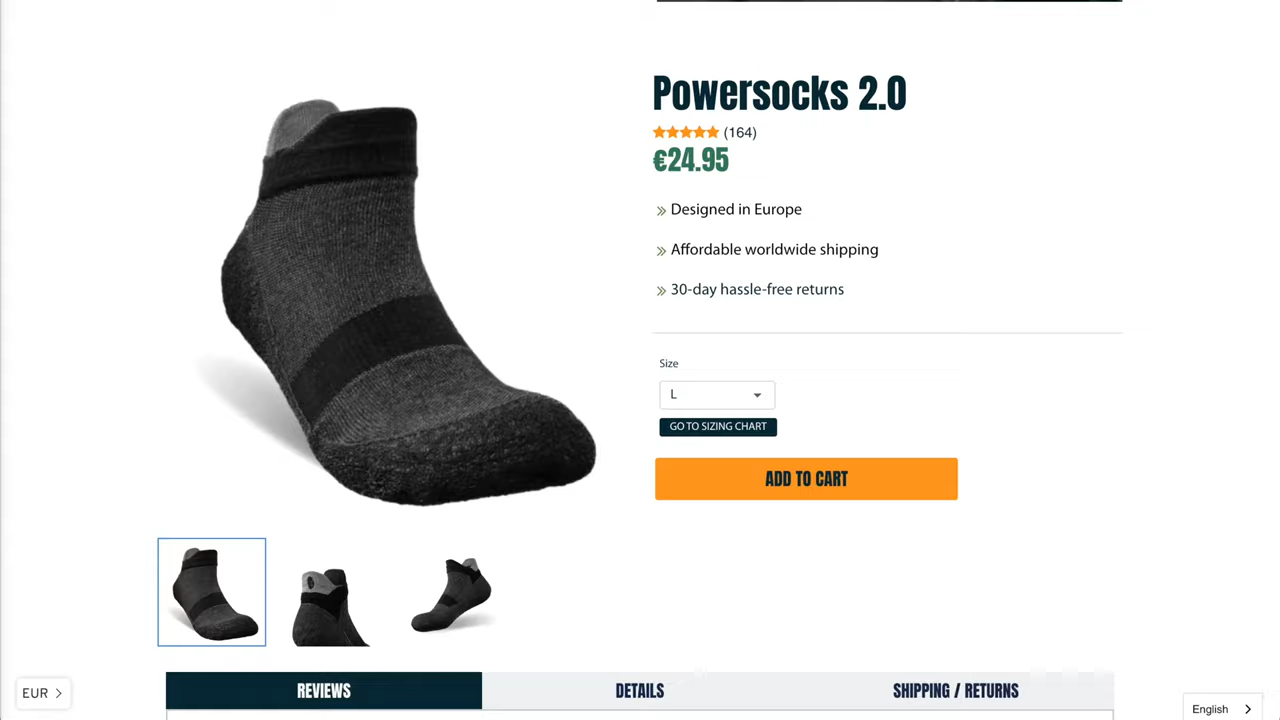 Powersocks 2.0
(164)
€24.95
Designed in Europe
Affordable worldwide shipping
30-day hassle-free returns
Size
L
GO TO SIZING CHART
ADD TO CART
REVIEWS
DETAILS
SHIPPING / RETURNS
EUR
English